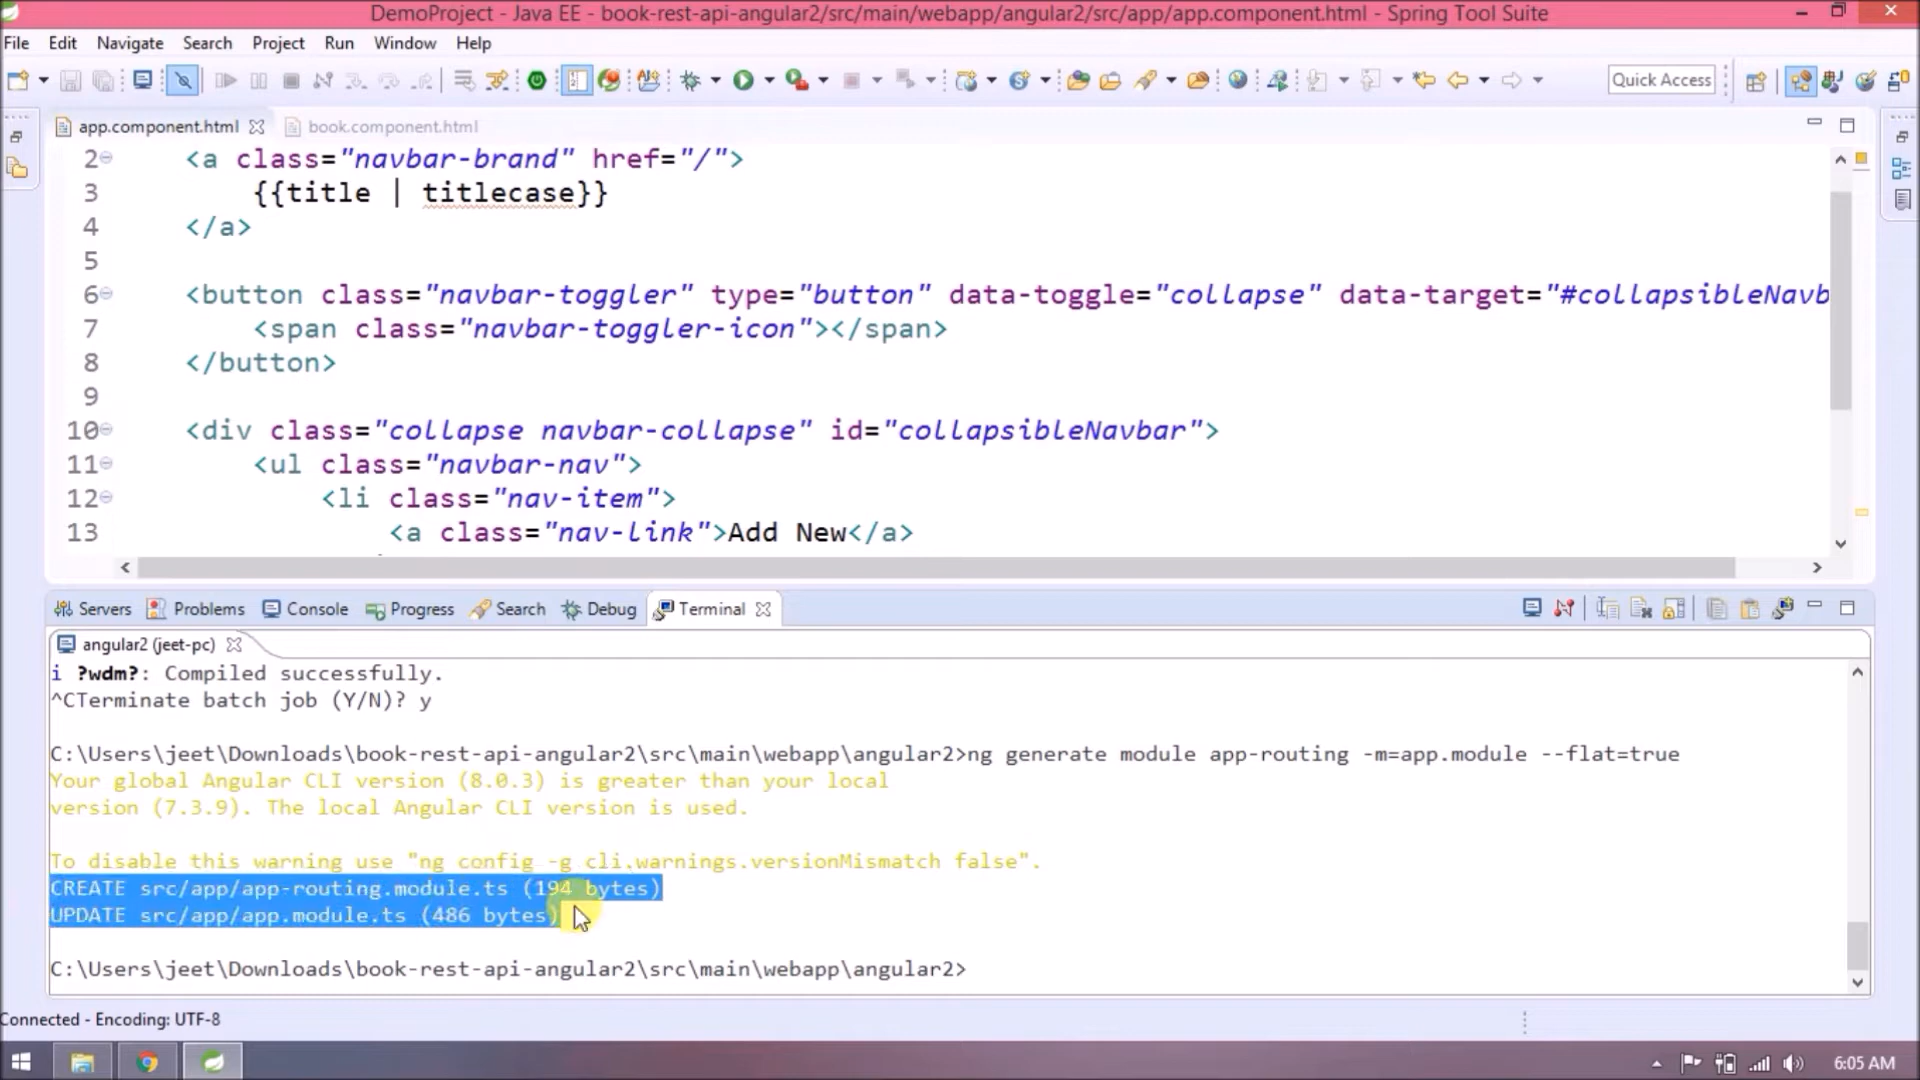 DemoProject - Java EE - book-rest-api-angular2/src/main/webapp/angular2/src/app/app.component.html - Spring Tool Suite
File Edit Navigate Search Project Run Window Help
Quick Access
app.component.html book.component.html
2 <a class="navbar-brand" href="/">
3 {{title | titlecase}}
4 </a>
5
6 <button class="navbar-toggler" type="button" data-toggle="collapse" data-target="#collapsibleNavb
7 <span class="navbar-toggler-icon"></span>
8 </button>
9
10 <div class="collapse navbar-collapse" id="collapsibleNavbar">
11 <ul class="navbar-nav">
12 <li class="nav-item">
13 <a class="nav-link">Add New</a>
Servers Problems Console Progress Search Debug Terminal
angular2 (jeet-pc)
i ?wdm?: Compiled successfully.
^CTerminate batch job (Y/N)? y
C:\Users\jeet\Downloads\book-rest-api-angular2\src\main\webapp\angular2>ng generate module app-routing -m=app.module --flat=true
Your global Angular CLI version (8.0.3) is greater than your local
version (7.3.9). The local Angular CLI version is used.
To disable this warning use "ng config -g cli.warnings.versionMismatch false".
CREATE src/app/app-routing.module.ts (194 bytes)
UPDATE src/app/app.module.ts (486 bytes)
C:\Users\jeet\Downloads\book-rest-api-angular2\src\main\webapp\angular2>
Connected - Encoding: UTF-8
6:05 AM